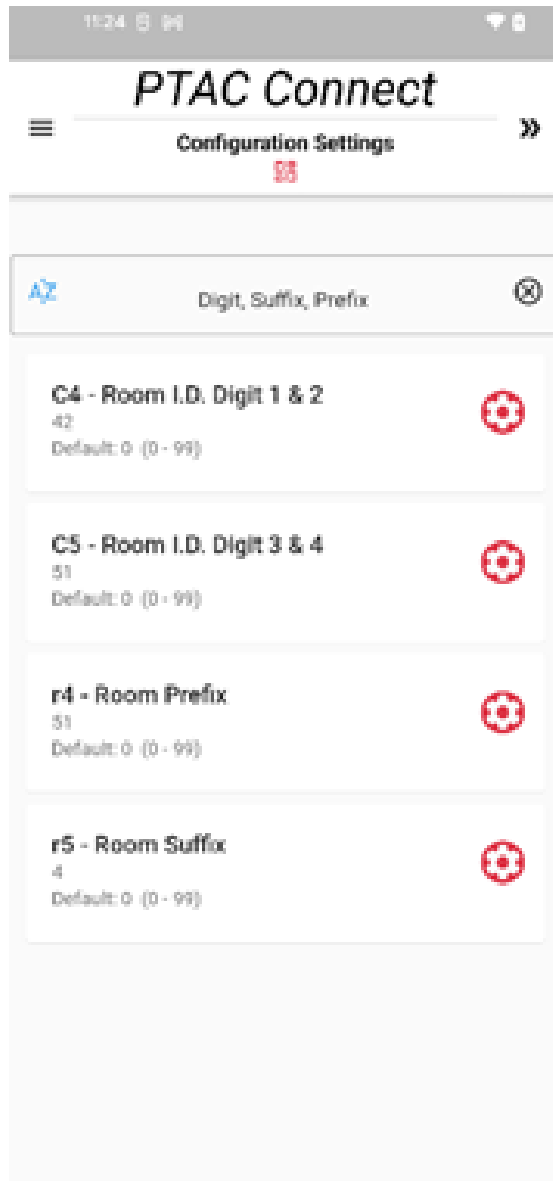 11:24
PTAC Connect
Configuration Settings
AZ
Digit, Suffix, Prefix
C4 - Room I.D. Digit 1 & 2
42
Default: 0 (0 - 99)
C5 - Room I.D. Digit 3 & 4
51
Default: 0 (0 - 99)
r4 - Room Prefix
51
Default: 0 (0 - 99)
r5 - Room Suffix
4
Default: 0 (0 - 99)